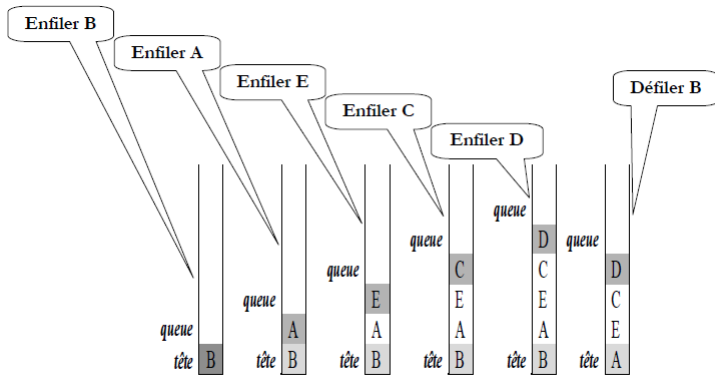 Enfiler B
Enfiler A
Enfiler E
Enfiler C
Enfiler D
Défiler B
queue
queue D queue
queue C C D
queue E E E C
queue A A A A E
tête B tête B tête B tête B tête B tête A